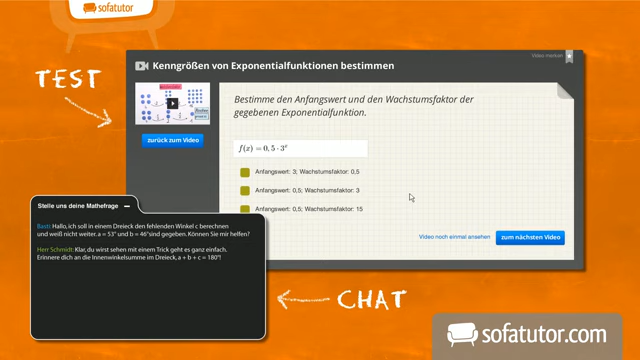 sofatutor
Video merken
Kenngrößen von Exponentialfunktionen bestimmen
TEST
Bestimme den Anfangswert und den Wachstumsfaktor der
gegebenen Exponentialfunktion.
zurück zum Video
f(x) = 0,5 · 3^x
Anfangswert: 3; Wachstumsfaktor: 0,5
Anfangswert: 0,5; Wachstumsfaktor: 3
Anfangswert: 0,5; Wachstumsfaktor: 15
Video noch einmal ansehen
zum nächsten Video
Stelle uns deine Mathefrage
Basti: Hallo, ich soll in einem Dreieck den fehlenden Winkel c berechnen
und weiß nicht weiter. a = 53° und b = 46°sind gegeben. Können Sie mir helfen?
Herr Schmidt: Klar, du wirst sehen mit einem Trick geht es ganz einfach.
Erinnere dich an die Innenwinkelsumme im Dreieck, a + b + c = 180°!
CHAT
sofatutor.com